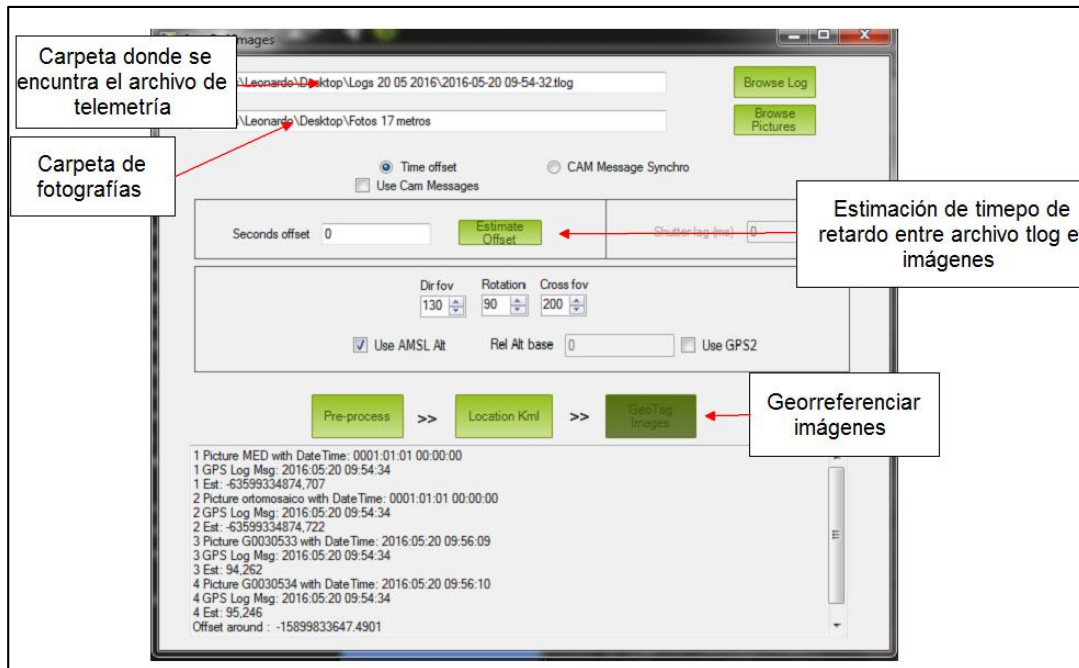 Images
Carpeta donde se
encuntra el archivo de
telemetría
\Leonardo\Desktop\Logs 20 05 2016\2016-05-20 09-54-32.tlog
Browse Log
\Leonardo\Desktop\Fotos 17 metros
Browse
Pictures
Carpeta de
fotografías
Time offset
CAM Message Synchro
Use Cam Messages
Estimación de timepo de
retardo entre archivo tlog e
imágenes
Seconds offset 0
Estimate
Offset
Shutter lag (ms) 0
Dir fov Rotation Cross fov
130 90 200
Use AMSL Alt
Rel Alt base 0
Use GPS2
Georreferenciar
imágenes
Pre-process >> Location Kml >> GeoTag
Images
1 Picture MED with DateTime: 0001:01:01 00:00:00
1 GPS Log Msg: 2016:05:20 09:54:34
1 Est: -63599334874,707
2 Picture ortomosaico with DateTime: 0001:01:01 00:00:00
2 GPS Log Msg: 2016:05:20 09:54:34
2 Est: -63599334874,722
3 Picture G0030533 with DateTime: 2016:05:20 09:56:09
3 GPS Log Msg: 2016:05:20 09:54:34
3 Est: 94,262
4 Picture G0030534 with DateTime: 2016:05:20 09:56:10
4 GPS Log Msg: 2016:05:20 09:54:34
4 Est: 95,246
Offset around : -15899833647.4901